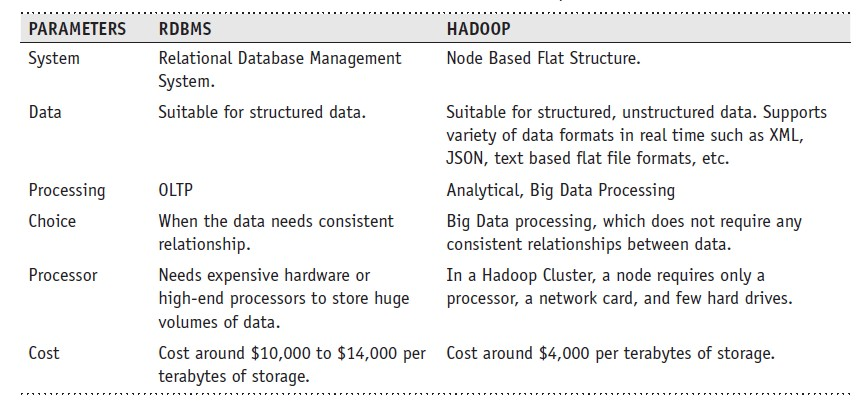 PARAMETERS RDBMS HADOOP
System Relational Database Management Node Based Flat Structure.
System.
Data Suitable for structured data. Suitable for structured, unstructured data. Supports
variety of data formats in real time such as XML,
JSON, text based flat file formats, etc.
Processing OLTP Analytical, Big Data Processing
Choice When the data needs consistent Big Data processing, which does not require any
relationship. consistent relationships between data.
Processor Needs expensive hardware or In a Hadoop Cluster, a node requires only a
high-end processors to store huge processor, a network card, and few hard drives.
volumes of data.
Cost Cost around $10,000 to $14,000 per Cost around $4,000 per terabytes of storage.
terabytes of storage.